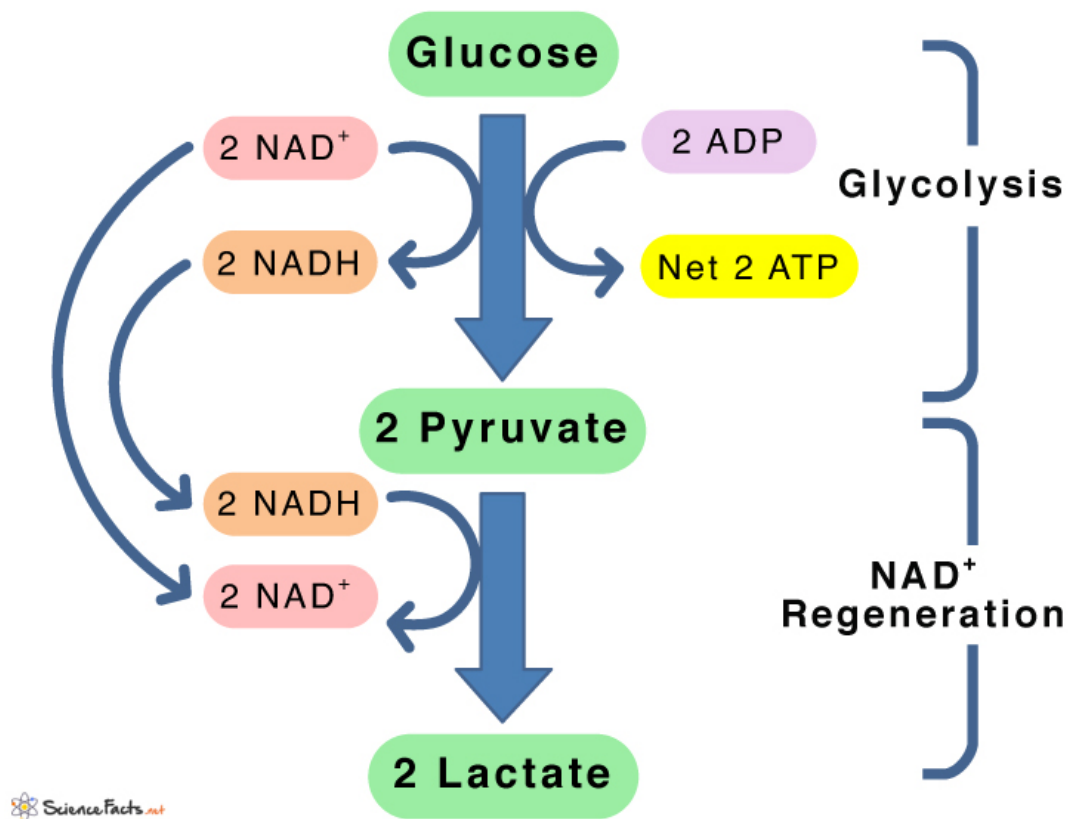 Glucose
2 NAD⁺
2 ADP
Glycolysis
2 NADH
Net 2 ATP
2 Pyruvate
2 NADH
NAD⁺
Regeneration
2 NAD⁺
2 Lactate
ScienceFacts.net